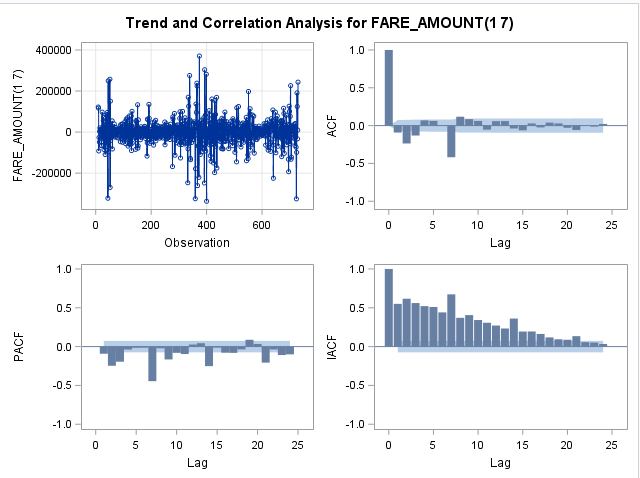 Trend and Correlation Analysis for FARE_AMOUNT(1 7)
FARE_AMOUNT(1 7)
400000
200000
0
-200000
0 200 400 600
Observation
ACF
1.0
0.5
0.0
-0.5
-1.0
0 5 10 15 20 25
Lag
PACF
1.0
0.5
0.0
-0.5
-1.0
0 5 10 15 20 25
Lag
IACF
1.0
0.5
0.0
-0.5
-1.0
0 5 10 15 20 25
Lag